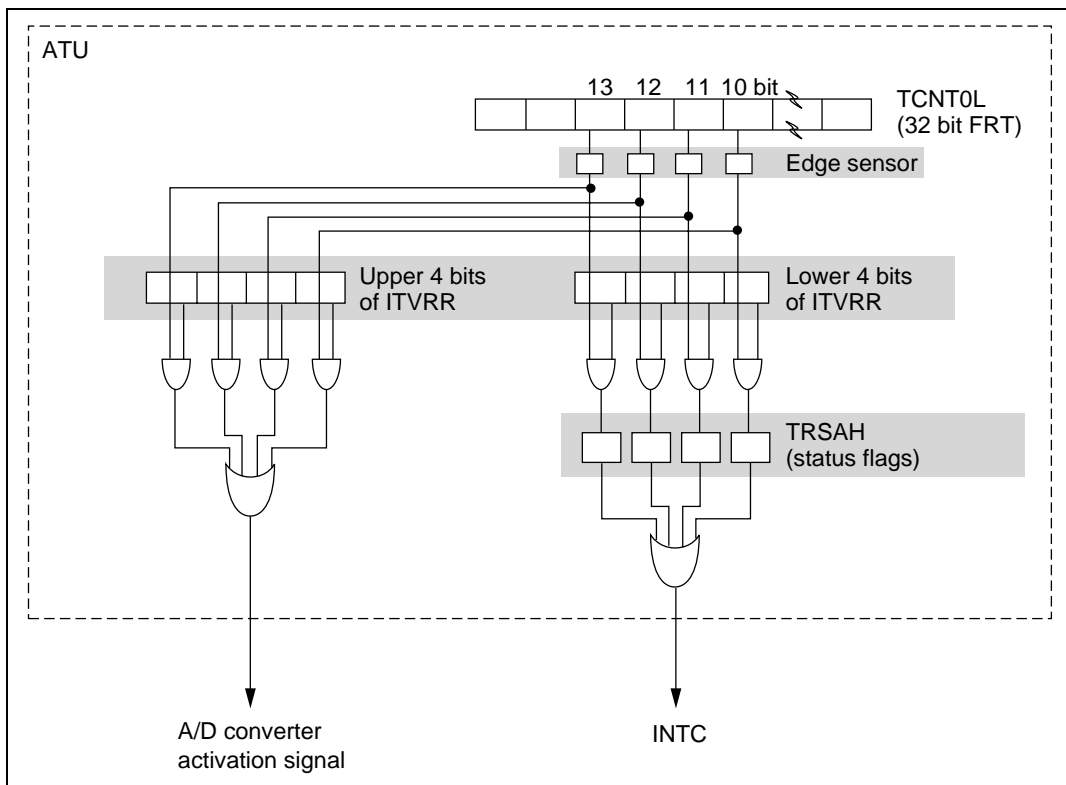 ATU
13 12 11 10 bit
TCNT0L
(32 bit FRT)
Edge sensor
Upper 4 bits
of ITVRR
Lower 4 bits
of ITVRR
TRSAH
(status flags)
A/D converter
activation signal
INTC